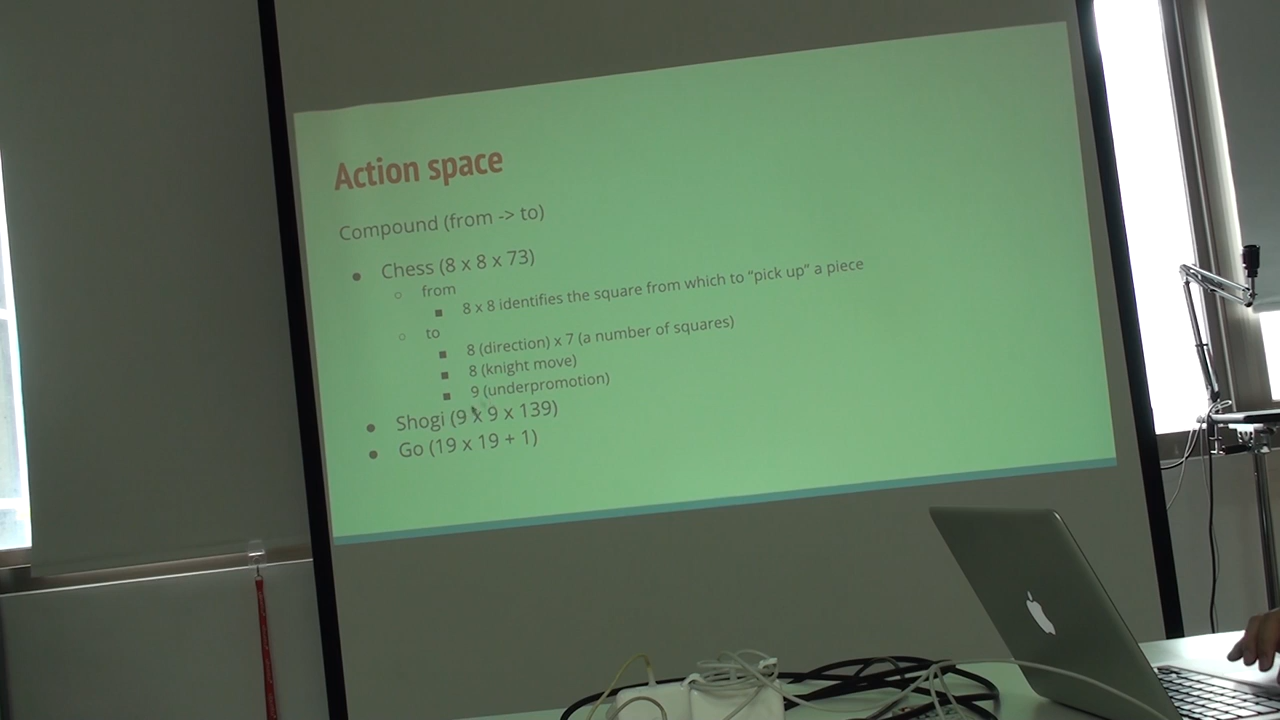 Action space
Compound (from -> to)
Chess (8 x 8 x 73)
from
8 x 8 identifies the square from which to “pick up” a piece
to
8 (direction) x 7 (a number of squares)
8 (knight move)
9 (underpromotion)
Shogi (9 x 9 x 139)
Go (19 x 19 + 1)